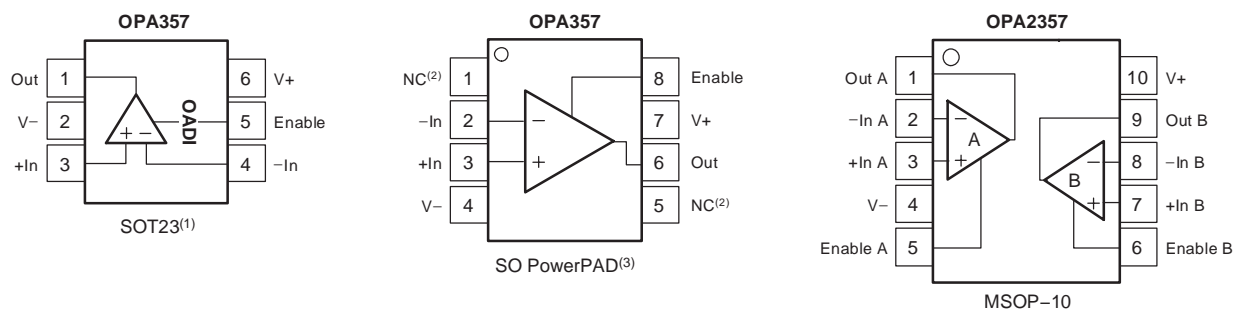 OPA357
Out 1
V− 2
+In 3
6 V+
5 Enable
4 −In
+ −
OADI
SOT23(1)
OPA357
NC(2) 1
−In 2
+In 3
V− 4
8 Enable
7 V+
6 Out
5 NC(2)
−
+
SO PowerPAD(3)
OPA2357
Out A 1
−In A 2
+In A 3
V− 4
Enable A 5
10 V+
9 Out B
8 −In B
7 +In B
6 Enable B
−
A
+
−
B
+
MSOP−10